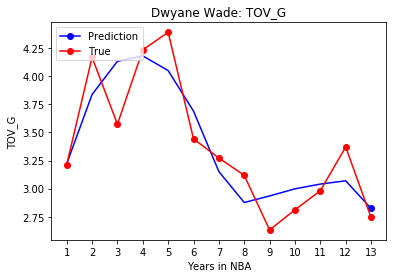 Dwyane Wade: TOV_G
Prediction
True
TOV_G
4.25
4.00
3.75
3.50
3.25
3.00
2.75
1 2 3 4 5 6 7 8 9 10 11 12 13
Years in NBA